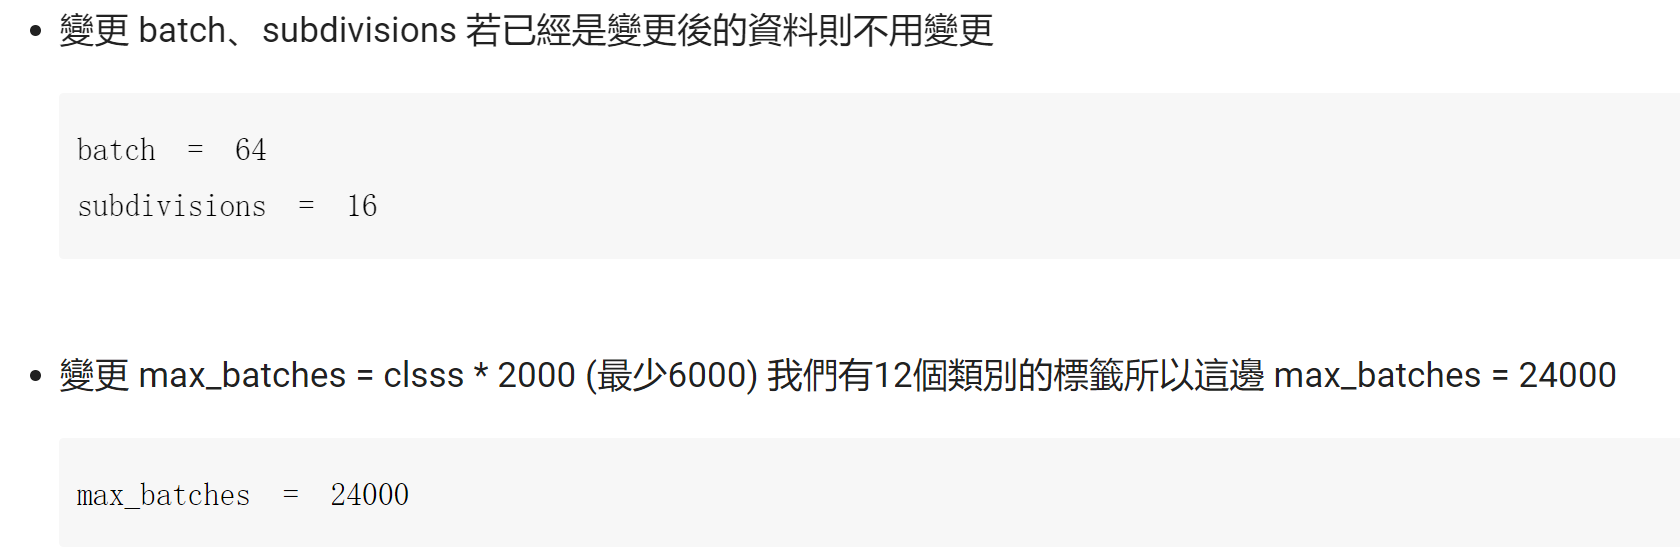 變更 batch、subdivisions 若已經是變更後的資料則不用變更
batch = 64
subdivisions = 16
變更 max_batches = clsss * 2000 (最少6000) 我們有12個類別的標籤所以這邊 max_batches = 24000
max_batches = 24000